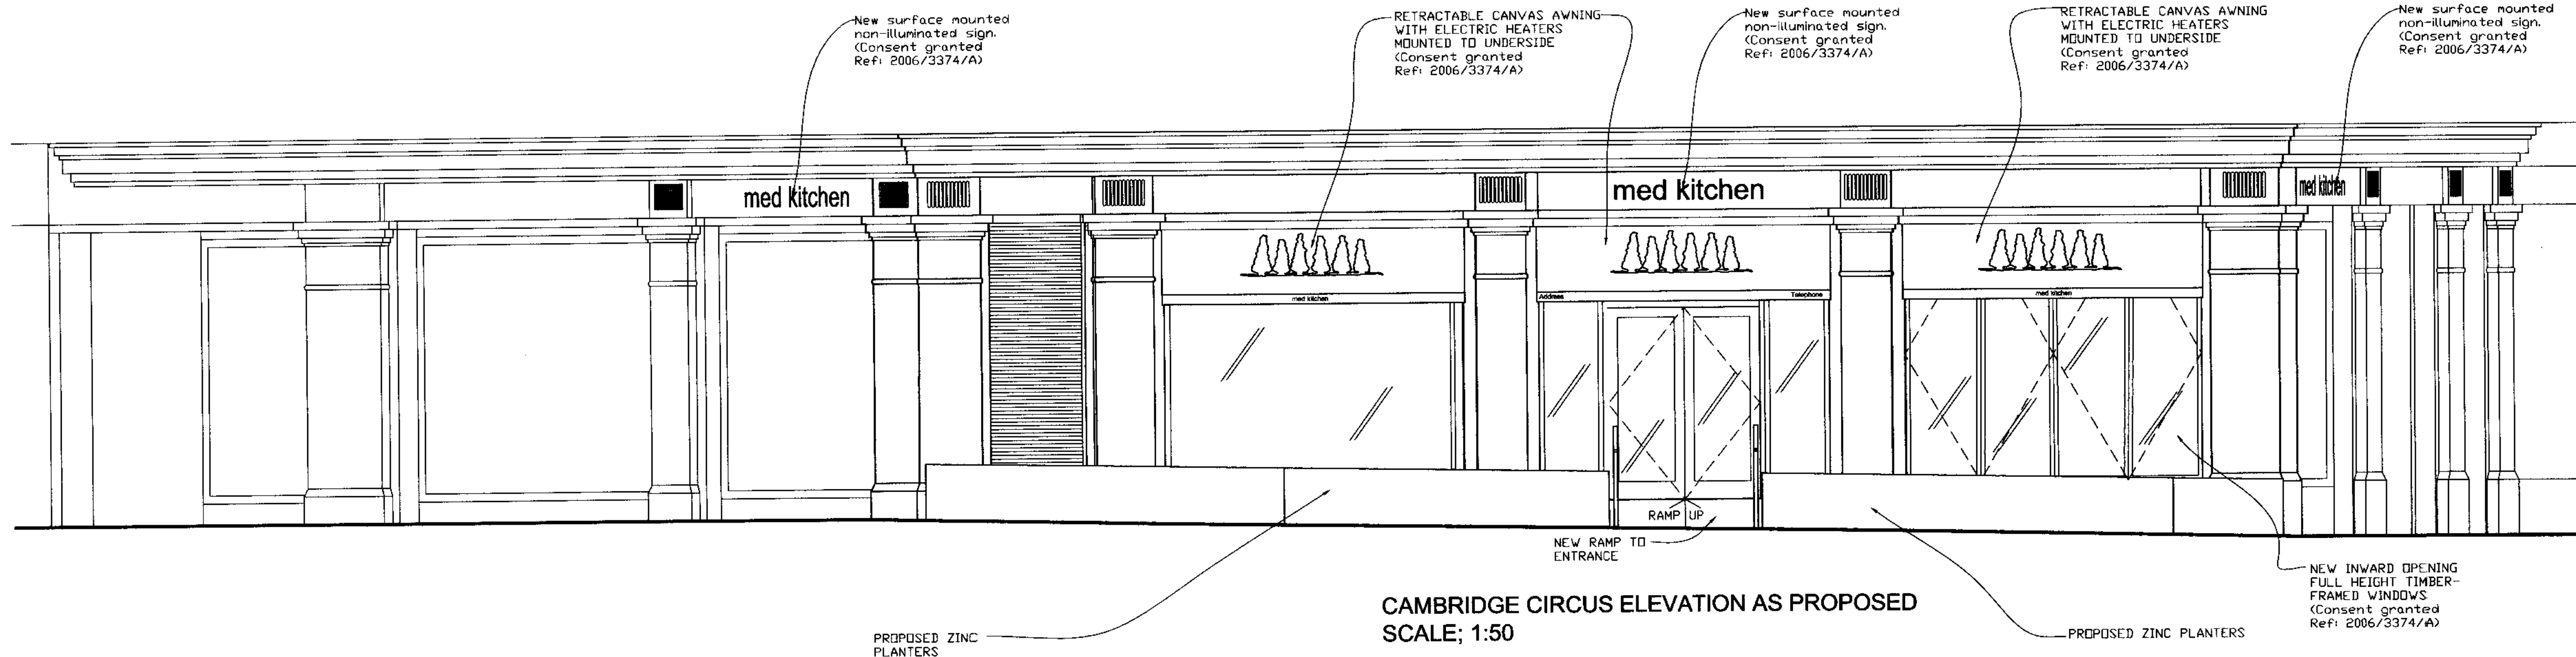 New surface mounted
non-illuminated sign.
(Consent granted
Ref: 2006/3374/A)
RETRACTABLE CANVAS AWNING
WITH ELECTRIC HEATERS
MOUNTED TO UNDERSIDE
(Consent granted
Ref: 2006/3374/A)
New surface mounted
non-illuminated sign.
(Consent granted
Ref: 2006/3374/A)
RETRACTABLE CANVAS AWNING
WITH ELECTRIC HEATERS
MOUNTED TO UNDERSIDE
(Consent granted
Ref: 2006/3374/A)
New surface mounted
non-illuminated sign.
(Consent granted
Ref: 2006/3374/A)
med kitchen
med kitchen
med kitchen
med kitchen
Address
Telephone
med kitchen
RAMP UP
NEW RAMP TO
ENTRANCE
NEW INWARD OPENING
FULL HEIGHT TIMBER-
FRAMED WINDOWS
(Consent granted
Ref: 2006/3374/A)
CAMBRIDGE CIRCUS ELEVATION AS PROPOSED
SCALE; 1:50
PROPOSED ZINC
PLANTERS
PROPOSED ZINC PLANTERS